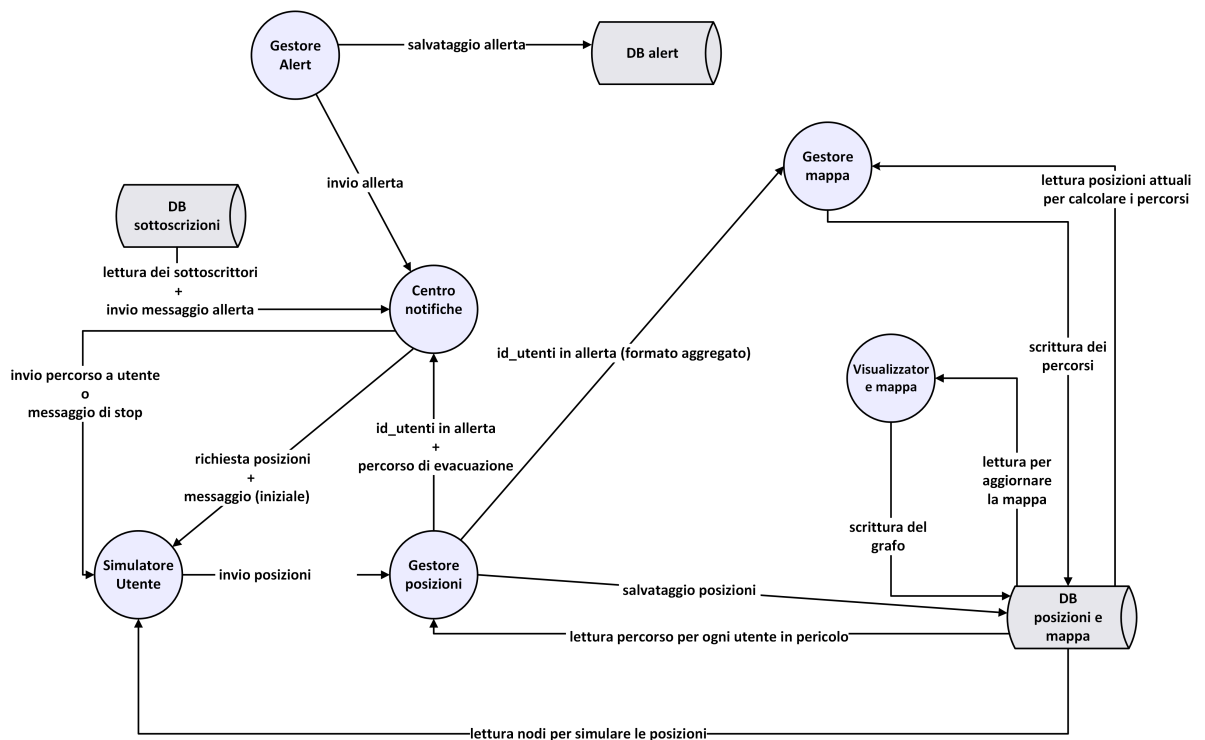 Gestore
Alert
salvataggio allerta
DB alert
invio allerta
Gestore
mappa
lettura posizioni attuali
per calcolare i percorsi
DB
sottoscrizioni
lettura dei sottoscrittori
+
invio messaggio allerta
Centro
notifiche
id_utenti in allerta (formato aggregato)
scrittura dei
percorsi
invio percorso a utente
o
messaggio di stop
Visualizzator
e mappa
id_utenti in allerta
+
percorso di evacuazione
richiesta posizioni
+
messaggio (iniziale)
lettura per
aggiornare
la mappa
scrittura del
grafo
Simulatore
Utente
invio posizioni
Gestore
posizioni
salvataggio posizioni
DB
posizioni e
mappa
lettura percorso per ogni utente in pericolo
lettura nodi per simulare le posizioni